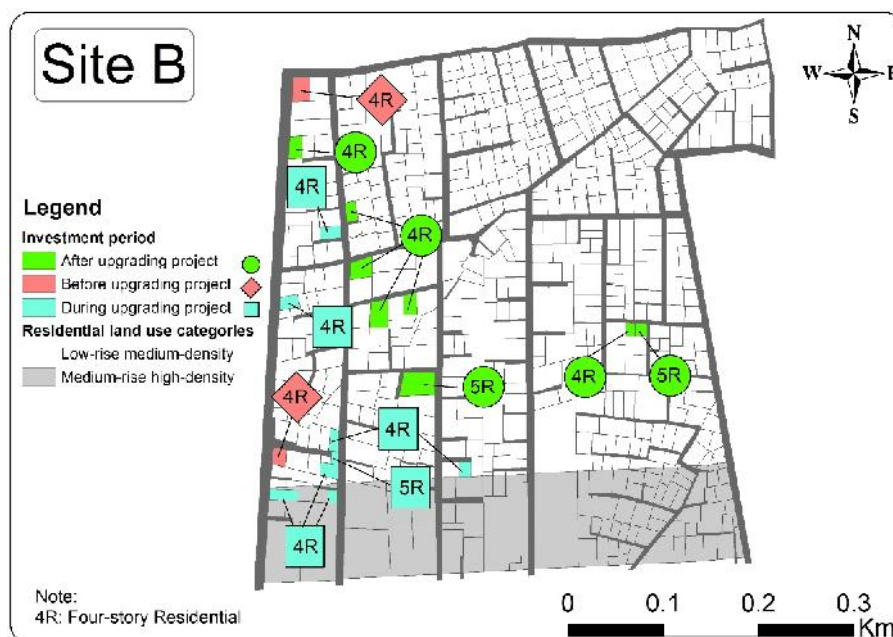 Site B
N
W E
S
4R
4R
4R
4R
Legend
Investment period
After upgrading project
Before upgrading project
During upgrading project
Residential land use categories
Low-rise medium-density
Medium-rise high-density
4R
4R
5R
4R
5R
4R
4R
5R
4R
Note:
4R: Four-story Residential
0 0.1 0.2 0.3
Km